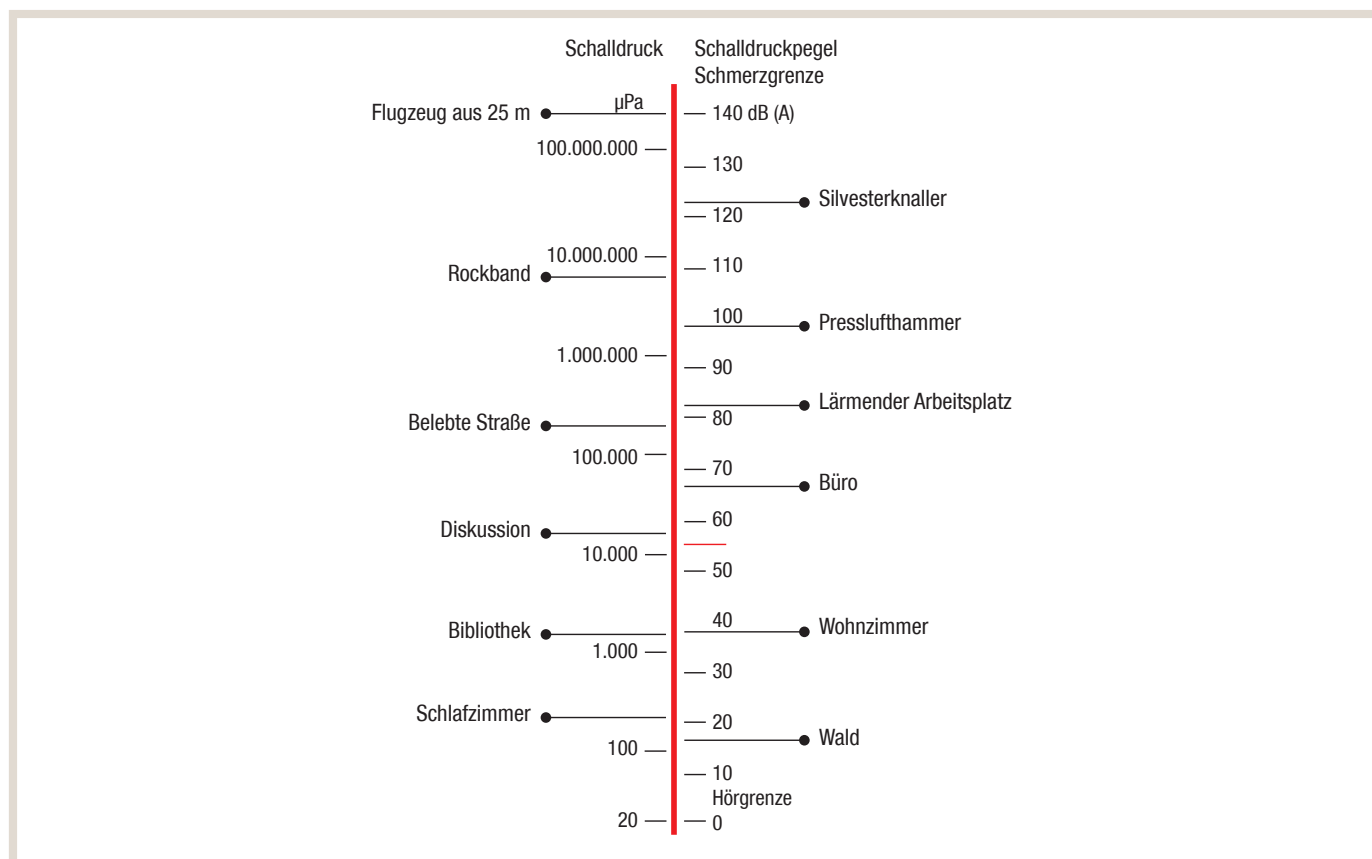 Schalldruck
Schalldruckpegel
Schmerzgrenze
Flugzeug aus 25 m
µPa
140 dB (A)
100.000.000
130
Silvesterknaller
120
10.000.000
110
Rockband
100
Presslufthammer
1.000.000
90
Lärmender Arbeitsplatz
80
Belebte Straße
100.000
70
Büro
60
Diskussion
10.000
50
40
Wohnzimmer
Bibliothek
1.000
30
Schlafzimmer
20
Wald
100
10
Hörgrenze
20
0